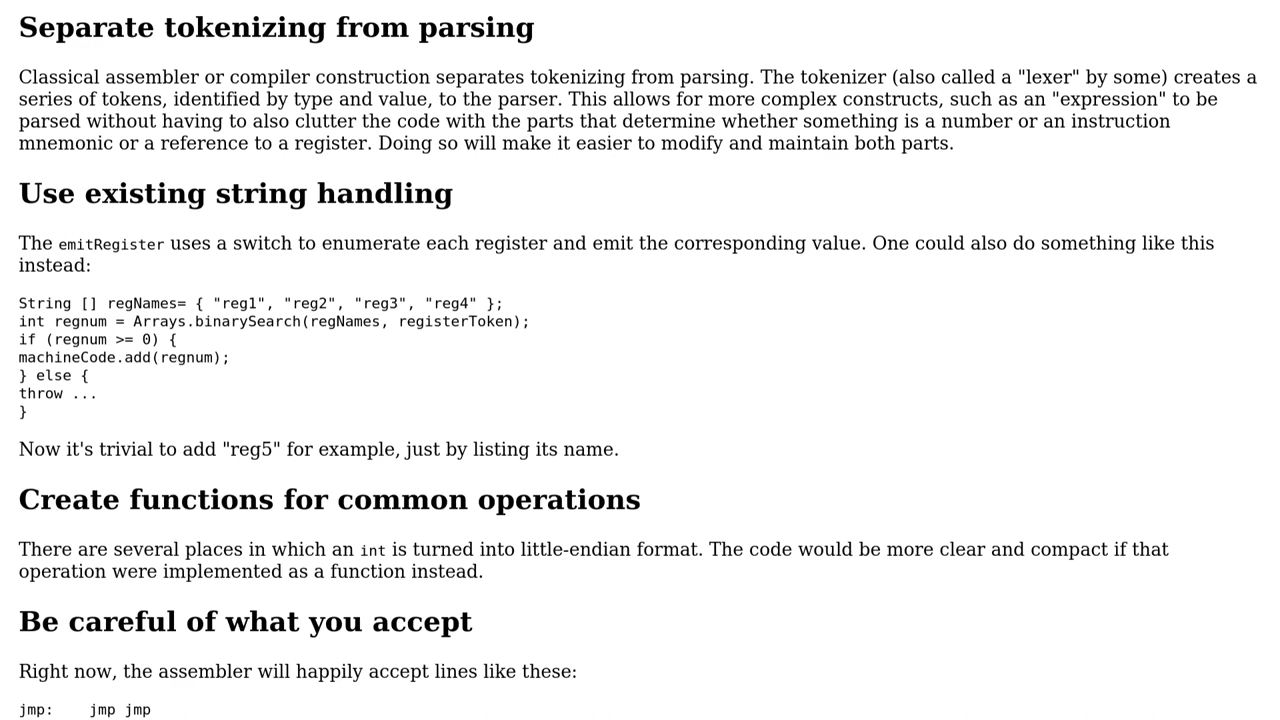 Separate tokenizing from parsing
Classical assembler or compiler construction separates tokenizing from parsing. The tokenizer (also called a "lexer" by some) creates a
series of tokens, identified by type and value, to the parser. This allows for more complex constructs, such as an "expression" to be
parsed without having to also clutter the code with the parts that determine whether something is a number or an instruction
mnemonic or a reference to a register. Doing so will make it easier to modify and maintain both parts.
Use existing string handling
The emitRegister uses a switch to enumerate each register and emit the corresponding value. One could also do something like this
instead:
String [] regNames= { "reg1", "reg2", "reg3", "reg4" };
int regnum = Arrays.binarySearch(regNames, registerToken);
if (regnum >= 0) {
machineCode.add(regnum);
} else {
throw ...
}
Now it's trivial to add "reg5" for example, just by listing its name.
Create functions for common operations
There are several places in which an int is turned into little-endian format. The code would be more clear and compact if that
operation were implemented as a function instead.
Be careful of what you accept
Right now, the assembler will happily accept lines like these:
jmp:    jmp jmp